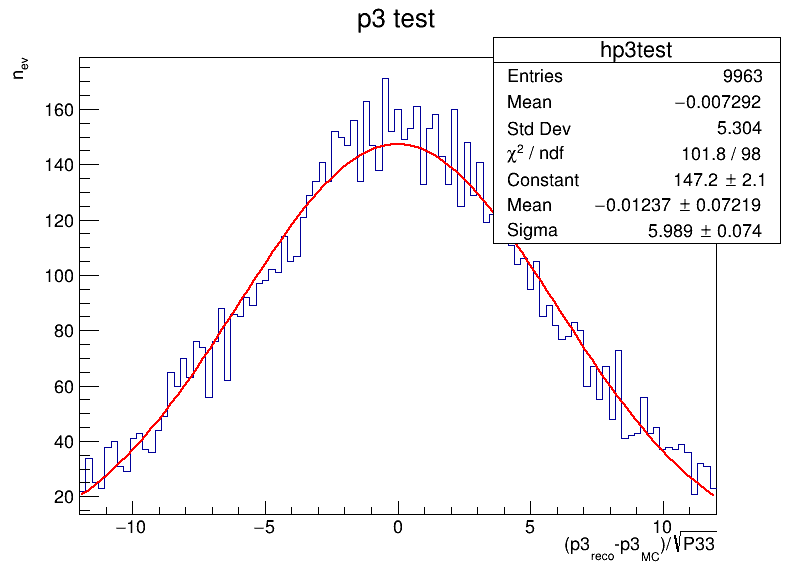 p3 test
hp3test
Entries 9963
Mean −0.007292
Std Dev 5.304
χ² / ndf 101.8 / 98
Constant 147.2 ± 2.1
Mean −0.01237 ± 0.07219
Sigma 5.989 ± 0.074
n_ev
160
140
120
100
80
60
40
20
−10 −5 0 5 10
(p3_reco-p3_MC)/√P33